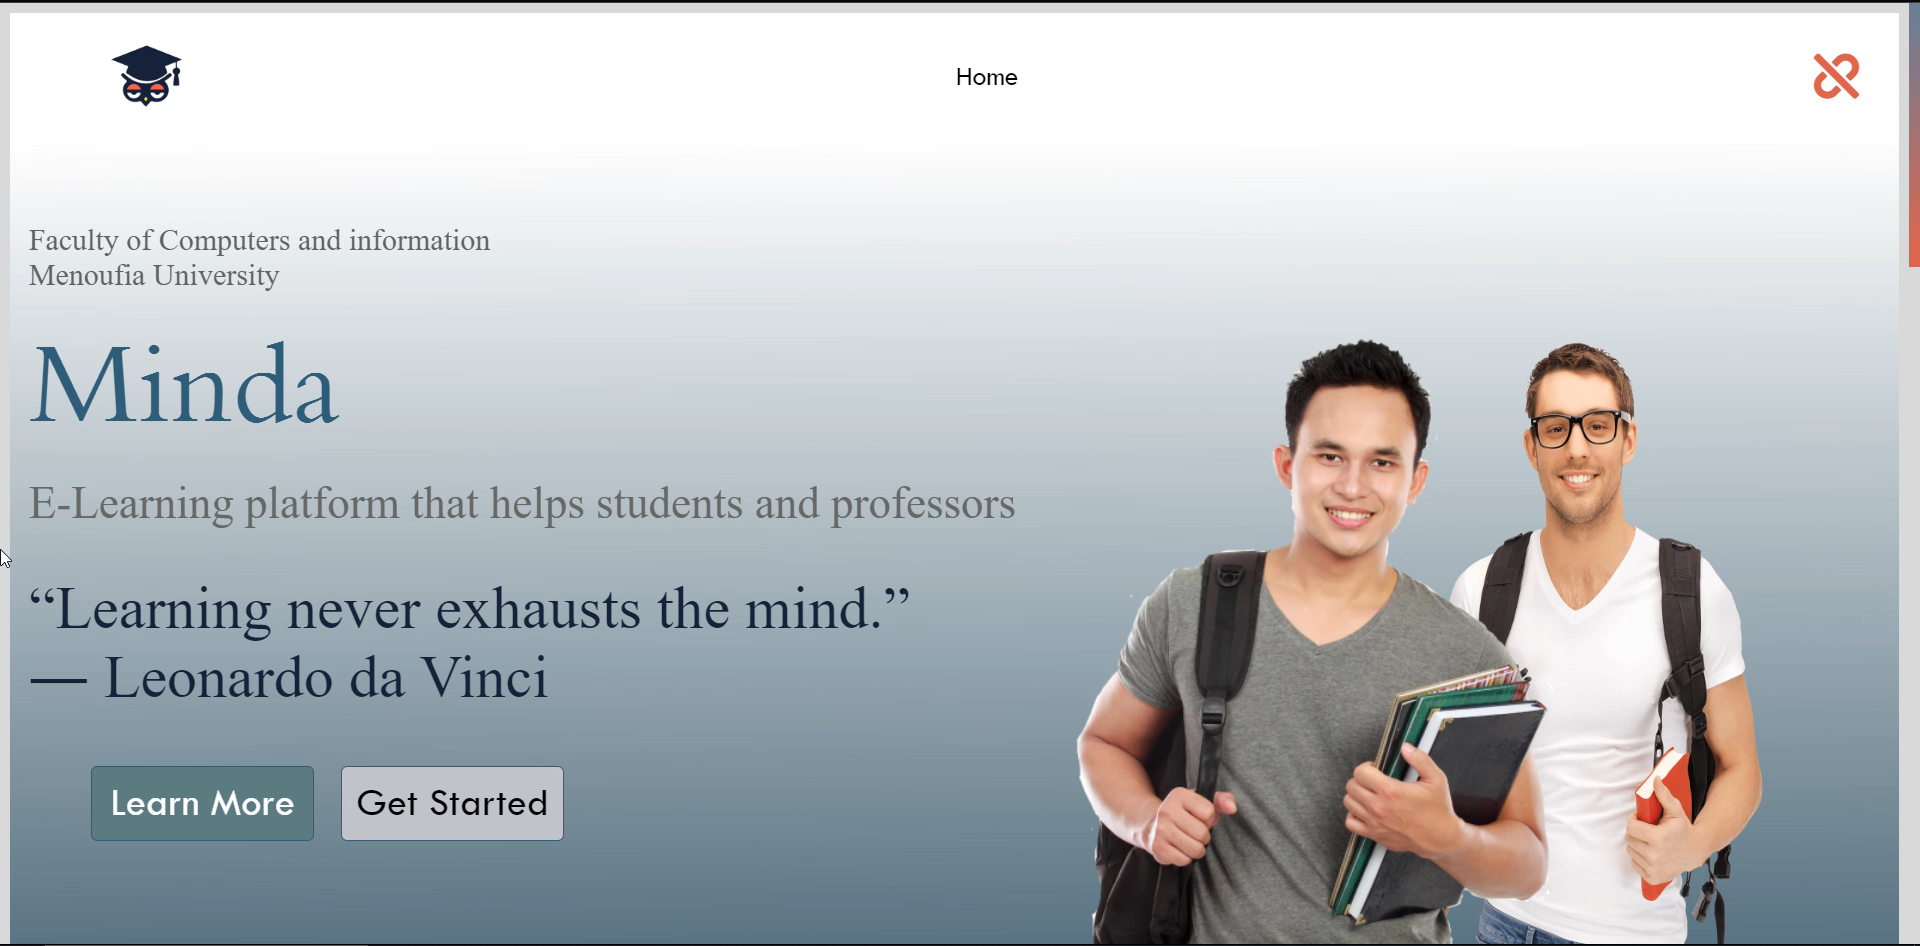 Home
Faculty of Computers and information
Menoufia University
Minda
E-Learning platform that helps students and professors
“Learning never exhausts the mind.”
— Leonardo da Vinci
Learn More
Get Started